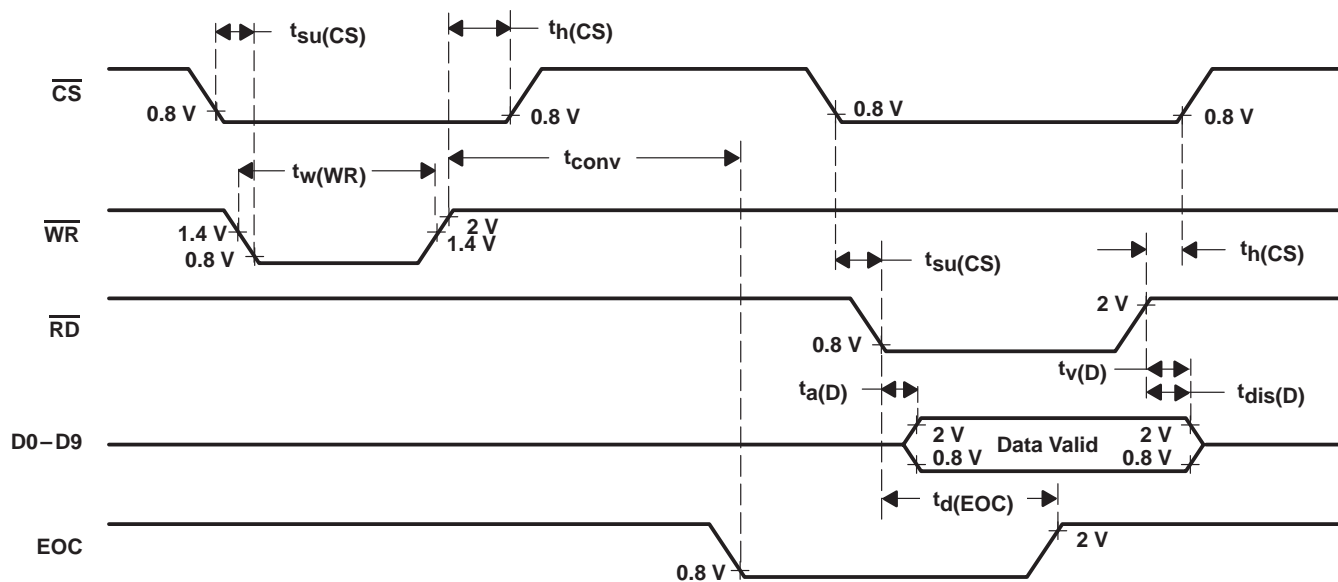 tsu(CS)
th(CS)
CS
0.8 V
0.8 V
0.8 V
0.8 V
tw(WR)
tconv
WR
1.4 V
0.8 V
2 V
1.4 V
tsu(CS)
th(CS)
RD
0.8 V
2 V
ta(D)
tv(D)
tdis(D)
D0–D9
2 V
0.8 V
Data Valid
2 V
0.8 V
td(EOC)
EOC
0.8 V
2 V